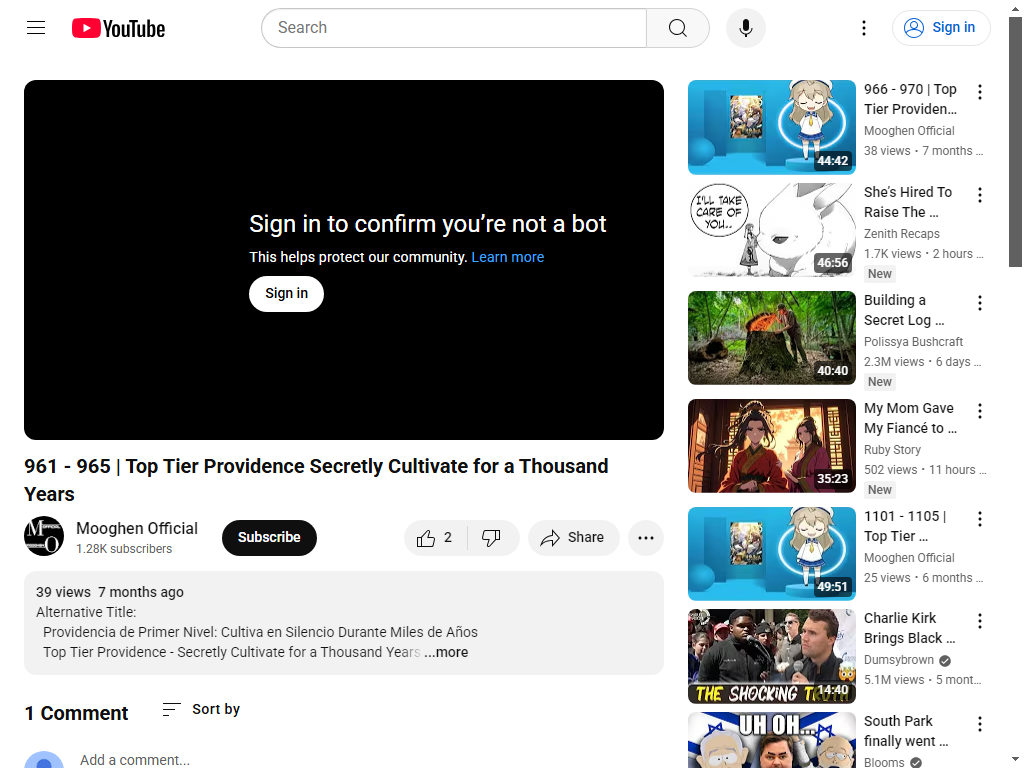 YouTube
Search
Sign in
Sign in to confirm you’re not a bot
This helps protect our community. Learn more
Sign in
961 - 965 | Top Tier Providence Secretly Cultivate for a Thousand
Years
Mooghen Official
1.28K subscribers
Subscribe
2
Share
39 views 7 months ago
Alternative Title:
Providencia de Primer Nivel: Cultiva en Silencio Durante Miles de Años
Top Tier Providence - Secretly Cultivate for a Thousand Years ...more
1 Comment
Sort by
Add a comment...
44:42
966 - 970 | Top
Tier Providen...
Mooghen Official
38 views • 7 months ...
I'LL TAKE
CARE OF
YOU..
46:56
She’s Hired To
Raise The ...
Zenith Recaps
1.7K views • 2 hours ...
New
40:40
Building a
Secret Log ...
Polissya Bushcraft
2.3M views • 6 days ...
New
35:23
My Mom Gave
My Fiancé to ...
Ruby Story
502 views • 11 hours ...
New
49:51
1101 - 1105 |
Top Tier ...
Mooghen Official
25 views • 6 months ...
THE SHOCKING
14:40
Charlie Kirk
Brings Black ...
Dumsybrown
5.1M views • 5 mont...
UH OH...
South Park
finally went ...
Blooms